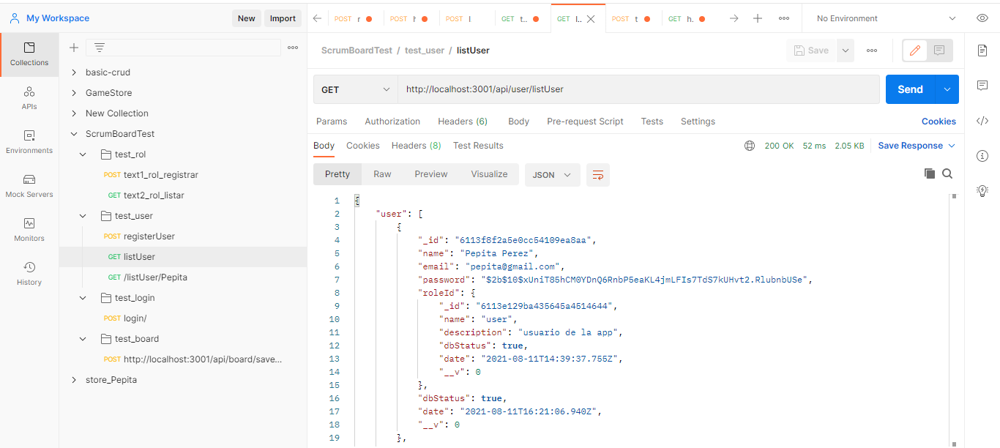 My Workspace
New
Import
POST r
POST h
POST l
GET t..
GET l...
POST t
GET h.
No Environment
Collections
APIs
Environments
Mock Servers
Monitors
History
basic-crud
GameStore
New Collection
ScrumBoardTest
test_rol
POST text1_rol_registrar
GET text2_rol_listar
test_user
POST registerUser
GET listUser
GET /listUser/Pepita
test_login
POST login/
test_board
POST http://localhost:3001/api/board/save...
store_Pepita
ScrumBoardTest / test_user / listUser
Save
GET
http://localhost:3001/api/user/listUser
Send
Params Authorization Headers (6) Body Pre-request Script Tests Settings Cookies
Body Cookies Headers (8) Test Results
200 OK 52 ms 2.05 KB Save Response
Pretty Raw Preview Visualize JSON
1 {
2 "user": [
3 {
4 "_id": "6113f8f2a5e0cc54109ea8aa",
5 "name": "Pepita Perez",
6 "email": "pepita@gmail.com",
7 "password": "$2b$10$xUniT85hCM0YDnQ6RnbP5eaKL4jmLFIs7TdS7kUHvt2.RlubnbUSe",
8 "roleId": {
9 "_id": "6113e129ba435645a4514644",
10 "name": "user",
11 "description": "usuario de la app",
12 "dbStatus": true,
13 "date": "2021-08-11T14:39:37.755Z",
14 "__v": 0
15 },
16 "dbStatus": true,
17 "date": "2021-08-11T16:21:06.940Z",
18 "__v": 0
19 },